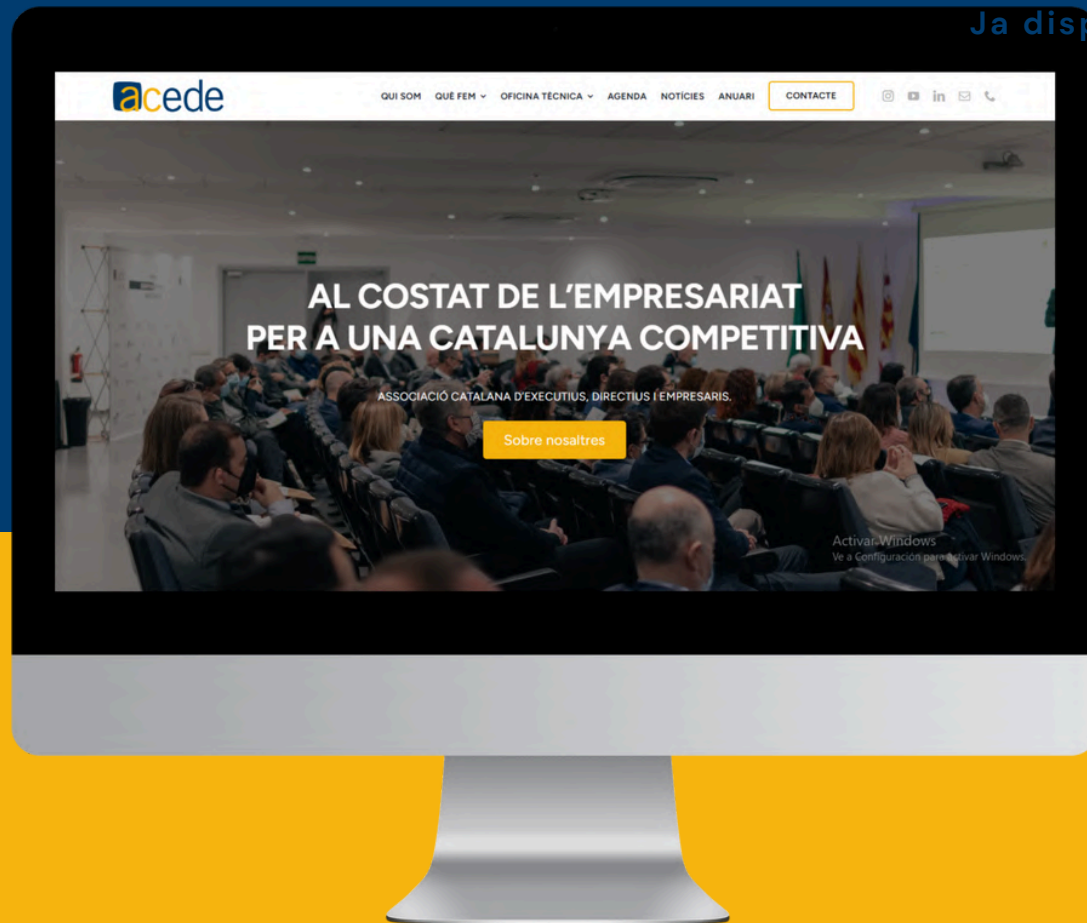 Ja disp
acede
QUI SOM QUÈ FEM OFICINA TÈCNICA AGENDA NOTÍCIES ANUARI CONTACTE
AL COSTAT DE L'EMPRESARIAT
PER A UNA CATALUNYA COMPETITIVA
ASSOCIACIÓ CATALANA D'EXECUTIUS, DIRECTIUS I EMPRESARIS.
Sobre nosaltres
Activar Windows
Ve a Configuración para activar Windows.